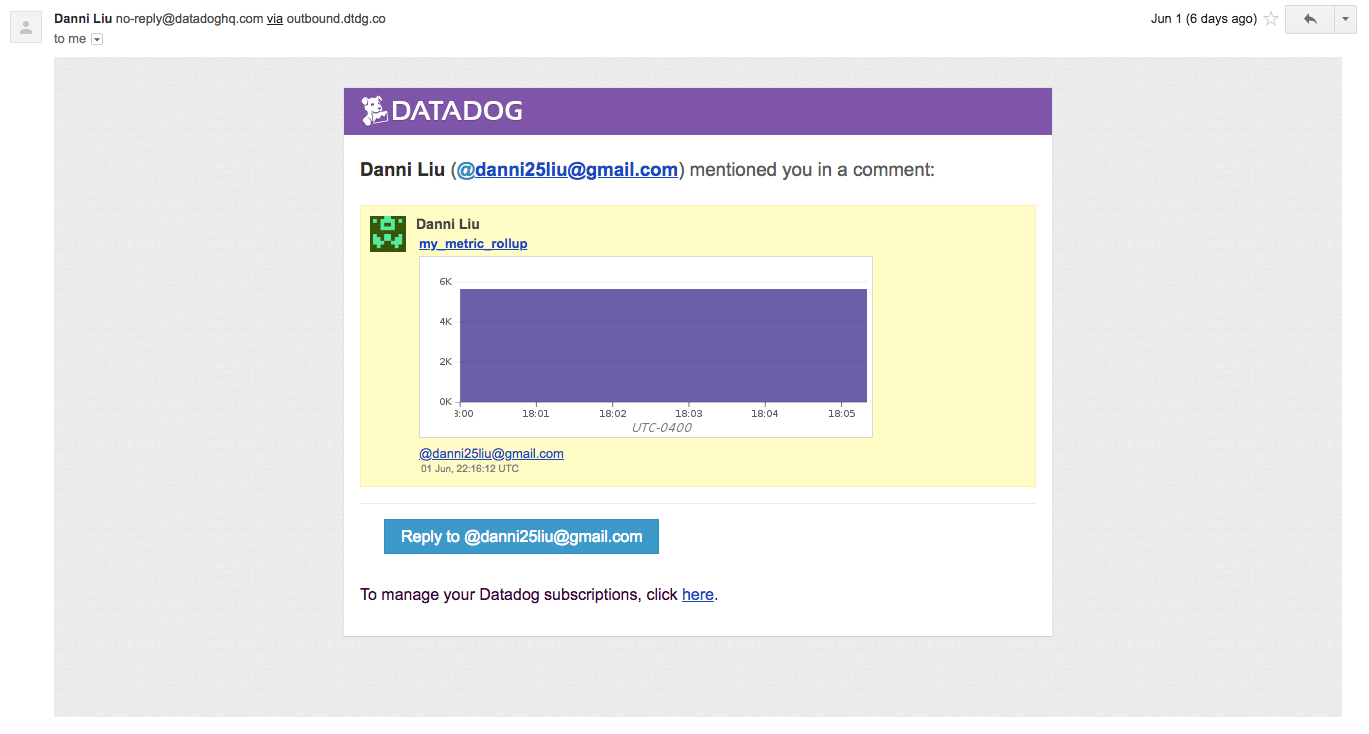 Danni Liu no-reply@datadoghq.com via outbound.dtdg.co
Jun 1 (6 days ago)
to me
DATADOG
Danni Liu (@danni25liu@gmail.com) mentioned you in a comment:
Danni Liu
my_metric_rollup
6K
4K
2K
0K
3:00 18:01 18:02 18:03 18:04 18:05
UTC-0400
@danni25liu@gmail.com
01 Jun, 22:16:12 UTC
Reply to @danni25liu@gmail.com
To manage your Datadog subscriptions, click here.